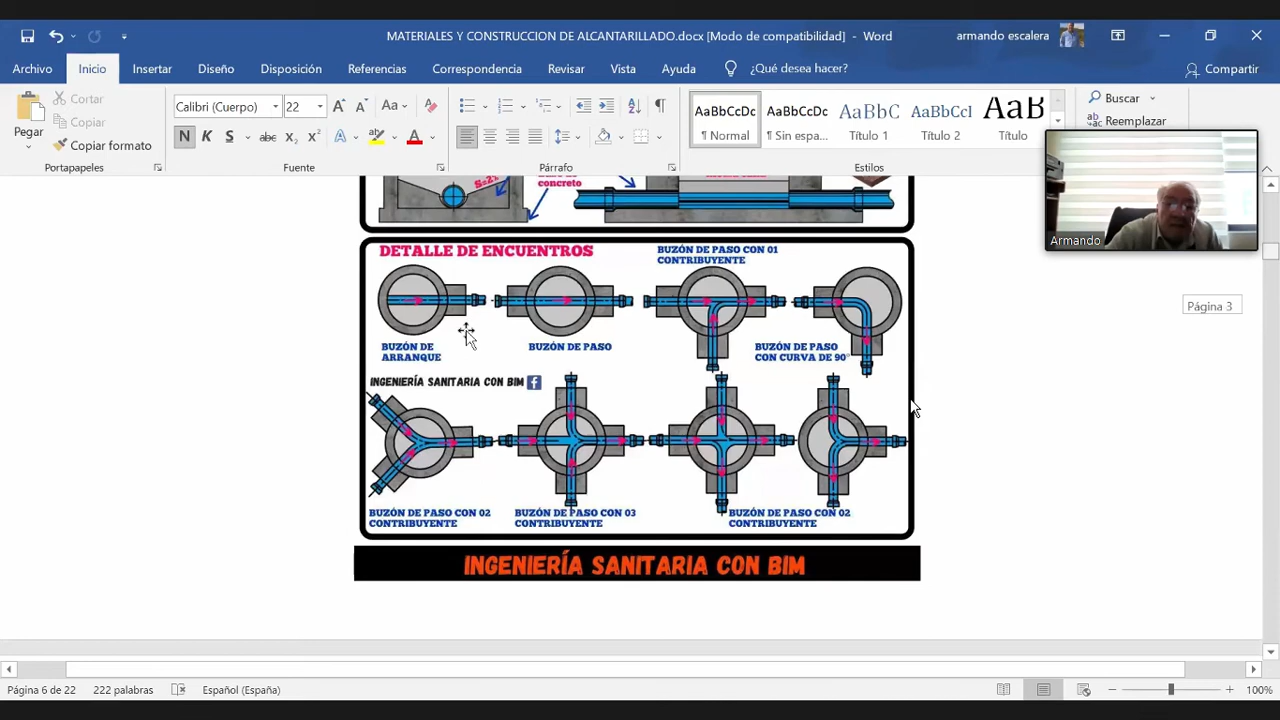 MATERIALES Y CONSTRUCCION DE ALCANTARILLADO.docx [Modo de compatibilidad] - Word
armando escalera
Archivo
Inicio
Insertar
Diseño
Disposición
Referencias
Correspondencia
Revisar
Vista
Ayuda
¿Qué desea hacer?
Compartir
Pegar
Cortar
Copiar
Copiar formato
Portapapeles
Calibri (Cuerpo)
22
Fuente
Párrafo
AaBbCcDc
¶ Normal
AaBbCcDc
¶ Sin espa...
AaBbC
Título 1
AaBbCcI
Título 2
AaB
Título
Estilos
Buscar
Reemplazar
Armando
concreto
DETALLE DE ENCUENTROS
BUZÓN DE PASO CON 01
CONTRIBUYENTE
BUZÓN DE
ARRANQUE
BUZÓN DE PASO
BUZÓN DE PASO
CON CURVA DE 90°
INGENIERÍA SANITARIA CON BIM
BUZÓN DE PASO CON 02
CONTRIBUYENTE
BUZÓN DE PASO CON 03
CONTRIBUYENTE
BUZÓN DE PASO CON 02
CONTRIBUYENTE
INGENIERÍA SANITARIA CON BIM
Página 3
Página 6 de 22
222 palabras
Español (España)
100%